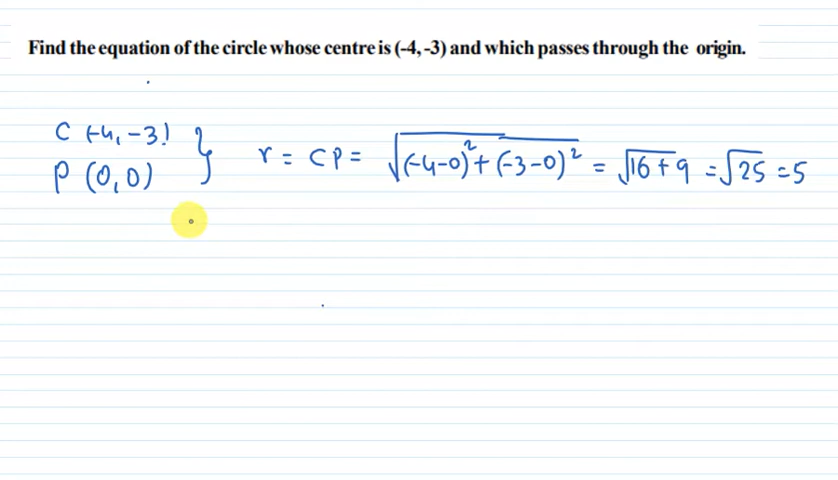 Find the equation of the circle whose centre is (-4, -3) and which passes through the origin.
C (-4, -3)
P (0, 0) } r = CP = √((-4-0)² + (-3-0)²) = √16+9 = √25 = 5